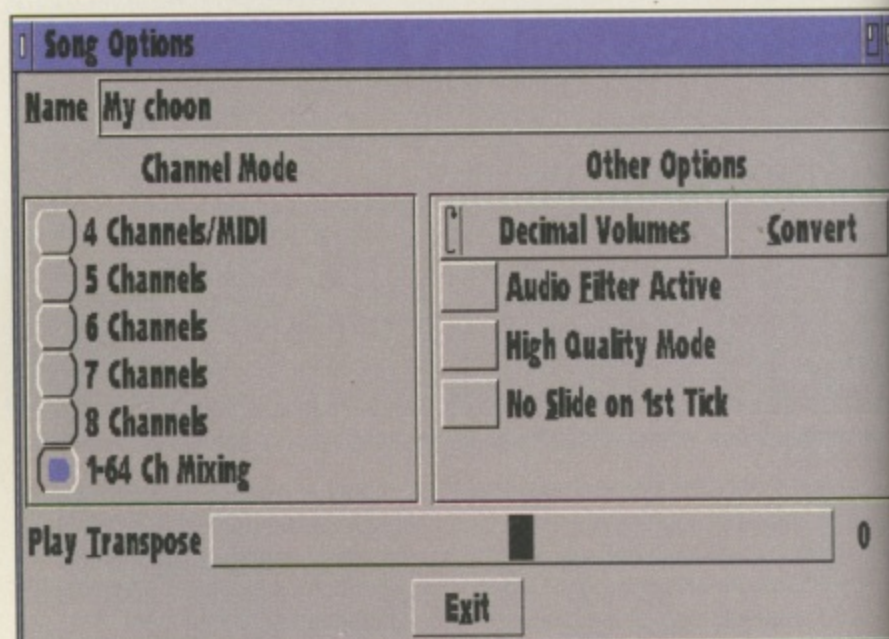 Song Options
Name My choon
Channel Mode
4 Channels/MIDI
5 Channels
6 Channels
7 Channels
8 Channels
1-64 Ch Mixing
Other Options
Decimal Volumes Convert
Audio Filter Active
High Quality Mode
No Slide on 1st Tick
Play Transpose 0
Exit